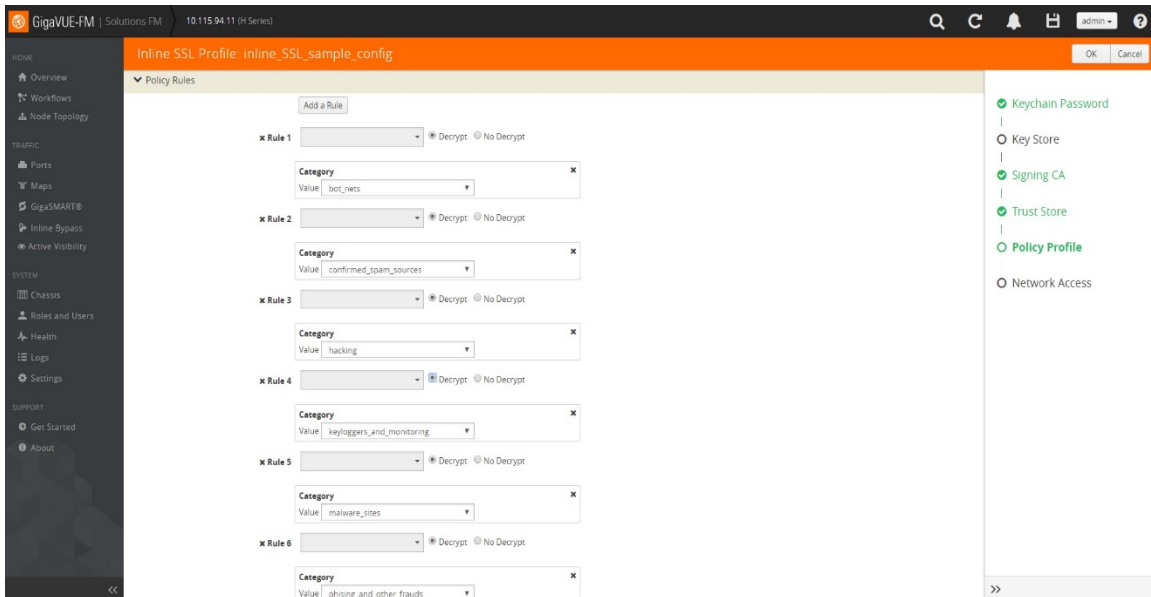 GigaVUE-FM | Solutions FM 10.115.94.11 (H Series) admin
Inline SSL Profile: inline_SSL_sample_config OK Cancel
HOME
Overview
Workflows
Node Topology
TRAFFIC
Ports
Maps
GigaSMART®
Inline Bypass
Active Visibility
SYSTEM
Chassis
Roles and Users
Health
Logs
Settings
SUPPORT
Get Started
About
Policy Rules
Add a Rule
Rule 1 Decrypt No Decrypt
Category
Value bot_nets
Rule 2 Decrypt No Decrypt
Category
Value confirmed_spam_sources
Rule 3 Decrypt No Decrypt
Category
Value hacking
Rule 4 Decrypt No Decrypt
Category
Value keyloggers_and_monitoring
Rule 5 Decrypt No Decrypt
Category
Value malware_sites
Rule 6 Decrypt No Decrypt
Category
Value phising_and_other_frauds
Keychain Password
Key Store
Signing CA
Trust Store
Policy Profile
Network Access